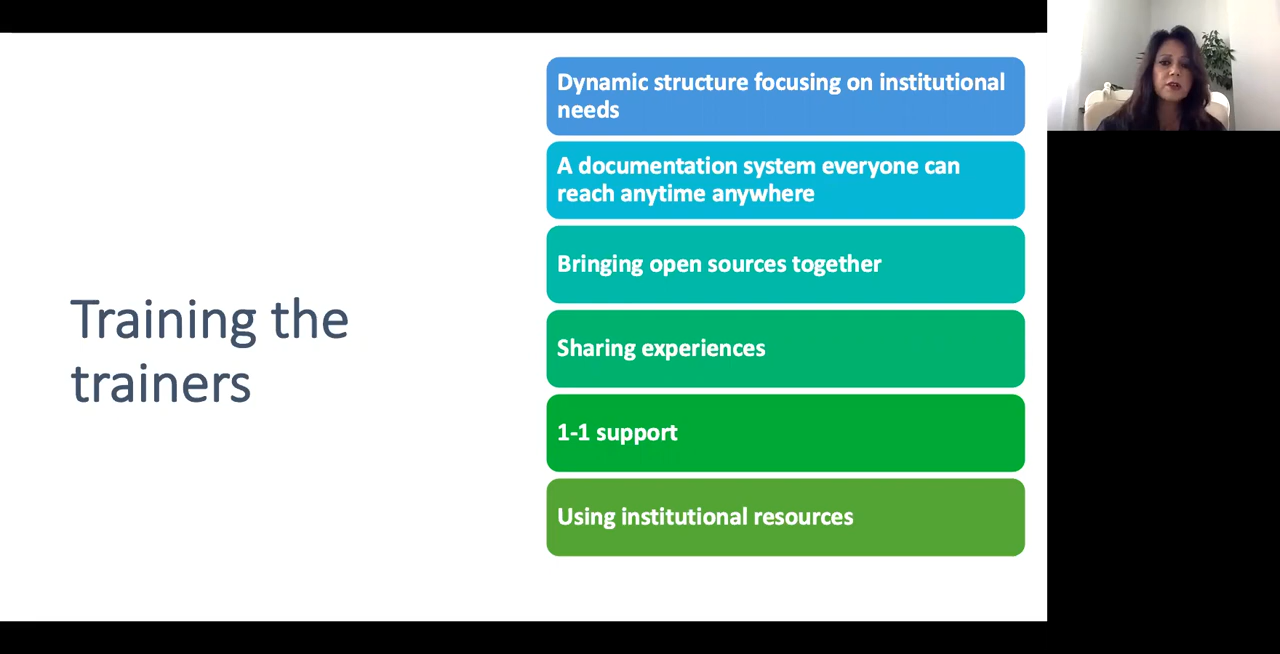 Training the
trainers
Dynamic structure focusing on institutional
needs
A documentation system everyone can
reach anytime anywhere
Bringing open sources together
Sharing experiences
1-1 support
Using institutional resources